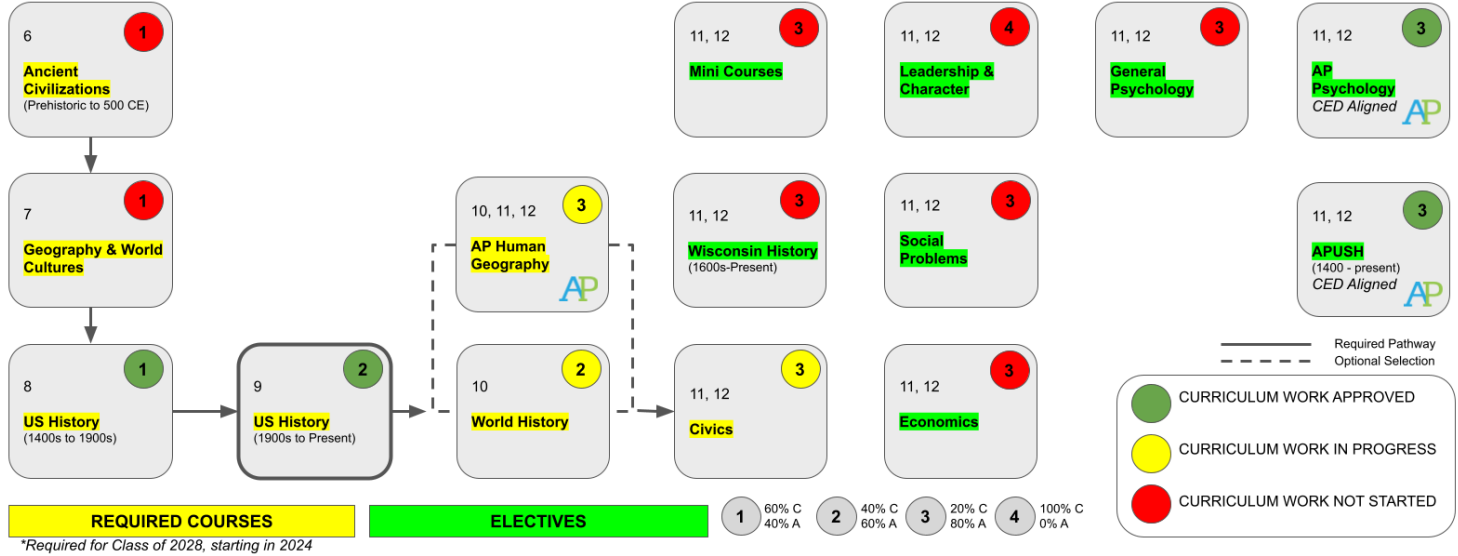 6
1
Ancient
Civilizations
(Prehistoric to 500 CE)
11, 12
3
Mini Courses
11, 12
4
Leadership &
Character
11, 12
3
General
Psychology
11, 12
3
AP
Psychology
CED Aligned
AP
7
1
Geography & World
Cultures
10, 11, 12
3
AP Human
Geography
AP
11, 12
3
Wisconsin History
(1600s-Present)
11, 12
3
Social
Problems
11, 12
3
APUSH
(1400 - present)
CED Aligned
AP
8
1
US History
(1400s to 1900s)
9
2
US History
(1900s to Present)
10
2
World History
11, 12
3
Civics
11, 12
3
Economics
Required Pathway
Optional Selection
CURRICULUM WORK APPROVED
CURRICULUM WORK IN PROGRESS
CURRICULUM WORK NOT STARTED
REQUIRED COURSES
*Required for Class of 2028, starting in 2024
ELECTIVES
1
60% C
40% A
2
40% C
60% A
3
20% C
80% A
4
100% C
0% A